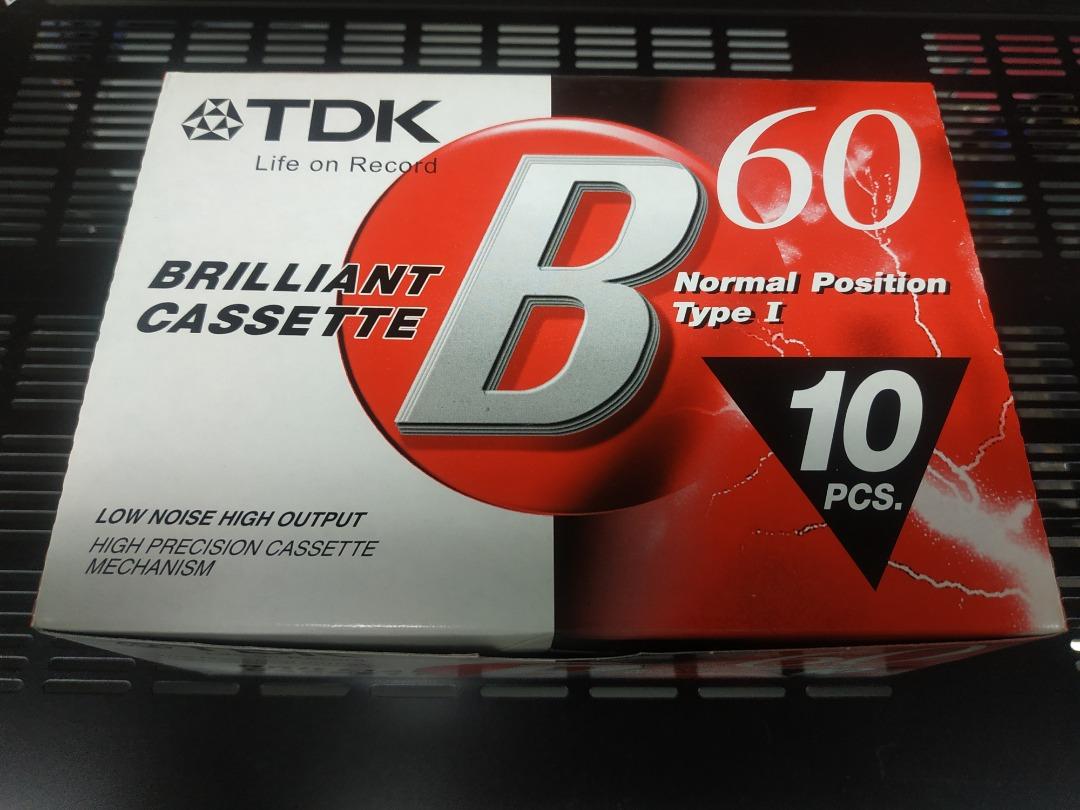 TDK
Life on Record
BRILLIANT
CASSETTE
B
60
Normal Position
Type I
10
PCS.
LOW NOISE HIGH OUTPUT
HIGH PRECISION CASSETTE
MECHANISM